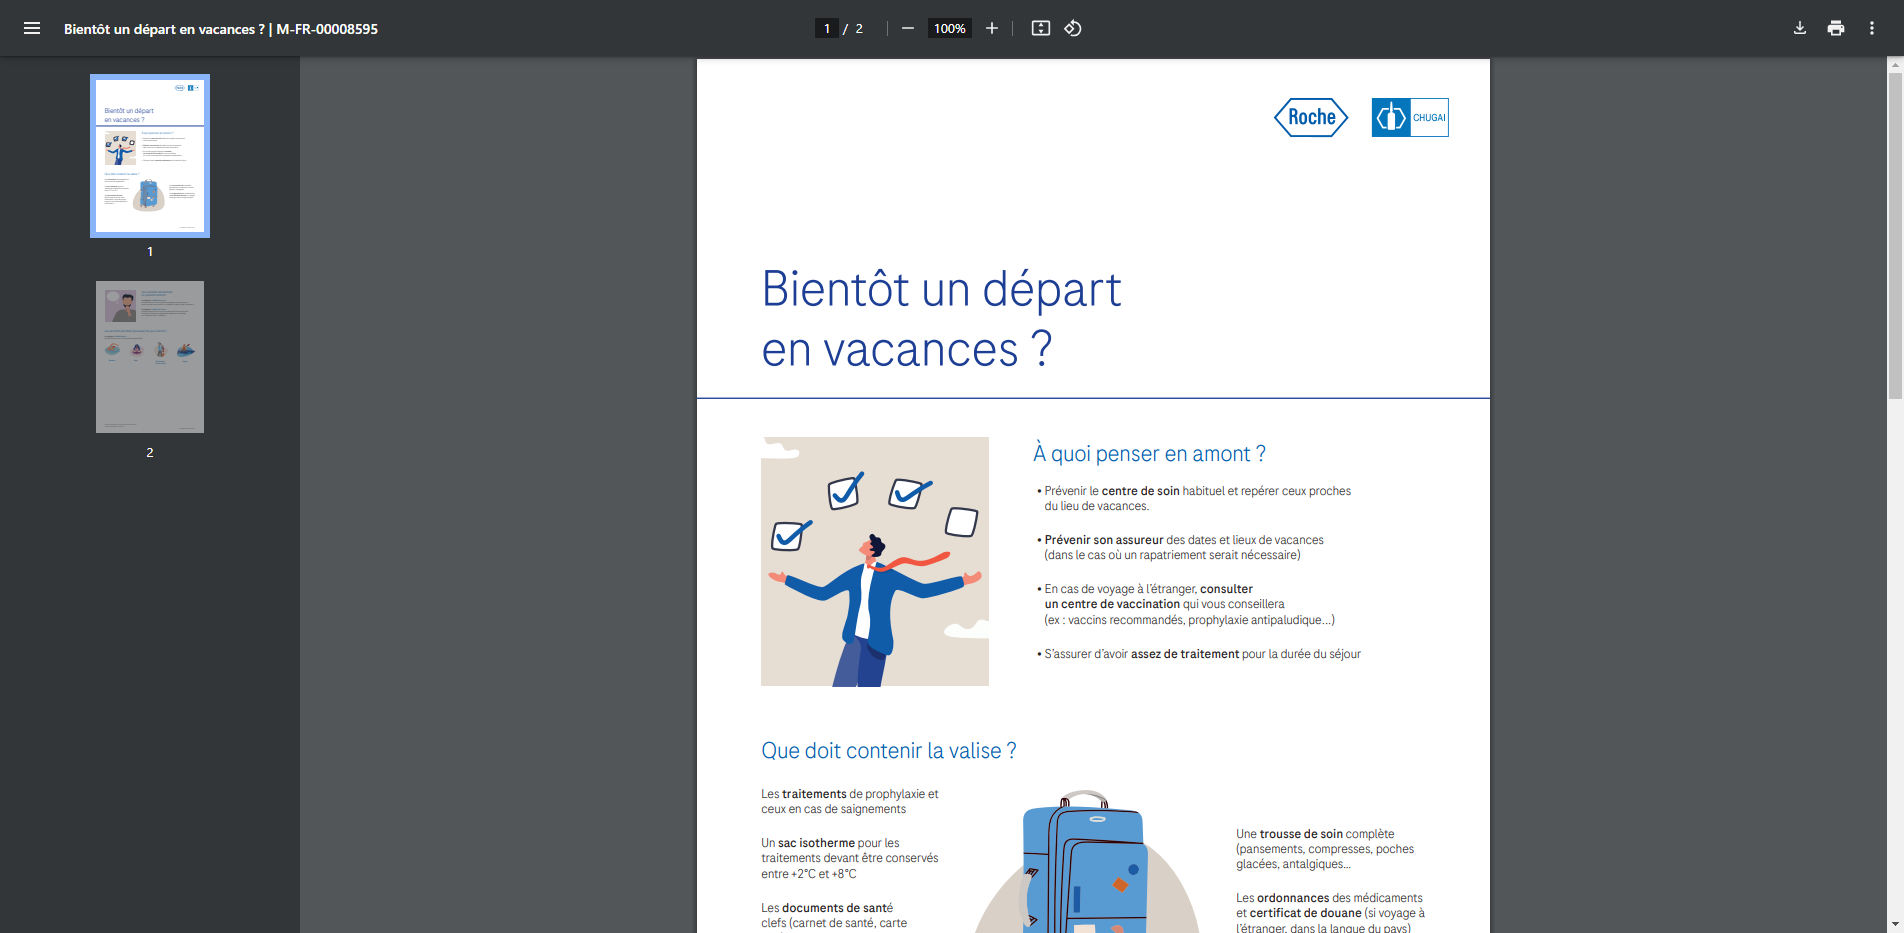 Bientôt un départ en vacances ? | M-FR-00008595
1 / 2
100%
1
2
Roche
CHUGAI
Bientôt un départ
en vacances ?
À quoi penser en amont ?
• Prévenir le centre de soin habituel et repérer ceux proches
du lieu de vacances.
• Prévenir son assureur des dates et lieux de vacances
(dans le cas où un rapatriement serait nécessaire)
• En cas de voyage à l'étranger, consulter
un centre de vaccination qui vous conseillera
(ex : vaccins recommandés, prophylaxie antipaludique...)
• S'assurer d'avoir assez de traitement pour la durée du séjour
Que doit contenir la valise ?
Les traitements de prophylaxie et
ceux en cas de saignements
Un sac isotherme pour les
traitements devant être conservés
entre +2°C et +8°C
Les documents de santé
clefs (carnet de santé, carte
Une trousse de soin complète
(pansements, compresses, poches
glacées, antalgiques...
Les ordonnances des médicaments
et certificat de douane (si voyage à
l'étranger, dans la langue du pays)